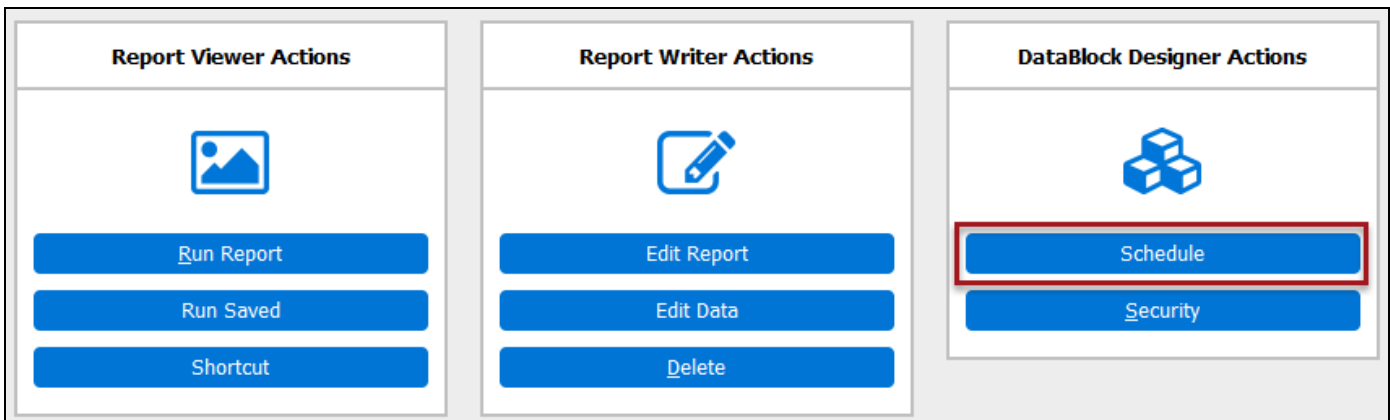 Report Viewer Actions
Run Report
Run Saved
Shortcut
Report Writer Actions
Edit Report
Edit Data
Delete
DataBlock Designer Actions
Schedule
Security